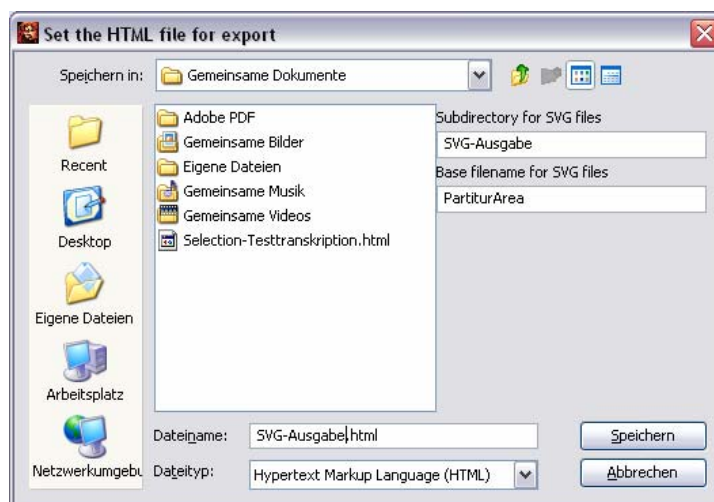 Set the HTML file for export
Speichern in: Gemeinsame Dokumente
Recent
Desktop
Eigene Dateien
Arbeitsplatz
Netzwerkumgebu
Adobe PDF
Gemeinsame Bilder
Eigene Dateien
Gemeinsame Musik
Gemeinsame Videos
Selection-Testtranskription.html
Subdirectory for SVG files
SVG-Ausgabe
Base filename for SVG files
PartiturArea
Dateiname: SVG-Ausgabe.html
Speichern
Dateityp: Hypertext Markup Language (HTML)
Abbrechen